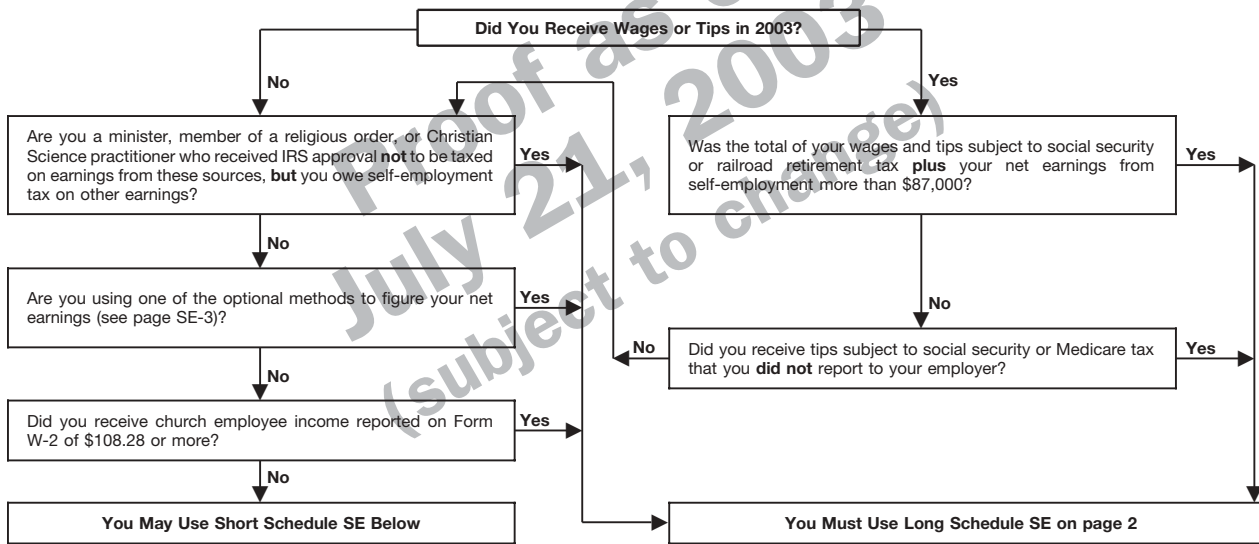 Did You Receive Wages or Tips in 2003?
No
Yes
Are you a minister, member of a religious order, or Christian
Science practitioner who received IRS approval not to be taxed
on earnings from these sources, but you owe self-employment
tax on other earnings?
Yes
Was the total of your wages and tips subject to social security
or railroad retirement tax plus your net earnings from
self-employment more than $87,000?
Yes
No
Are you using one of the optional methods to figure your net
earnings (see page SE-3)?
Yes
No
No
Did you receive tips subject to social security or Medicare tax
that you did not report to your employer?
Yes
No
Did you receive church employee income reported on Form
W-2 of $108.28 or more?
Yes
No
You May Use Short Schedule SE Below
You Must Use Long Schedule SE on page 2
Proof as
July 21, 2003
(subject to change)